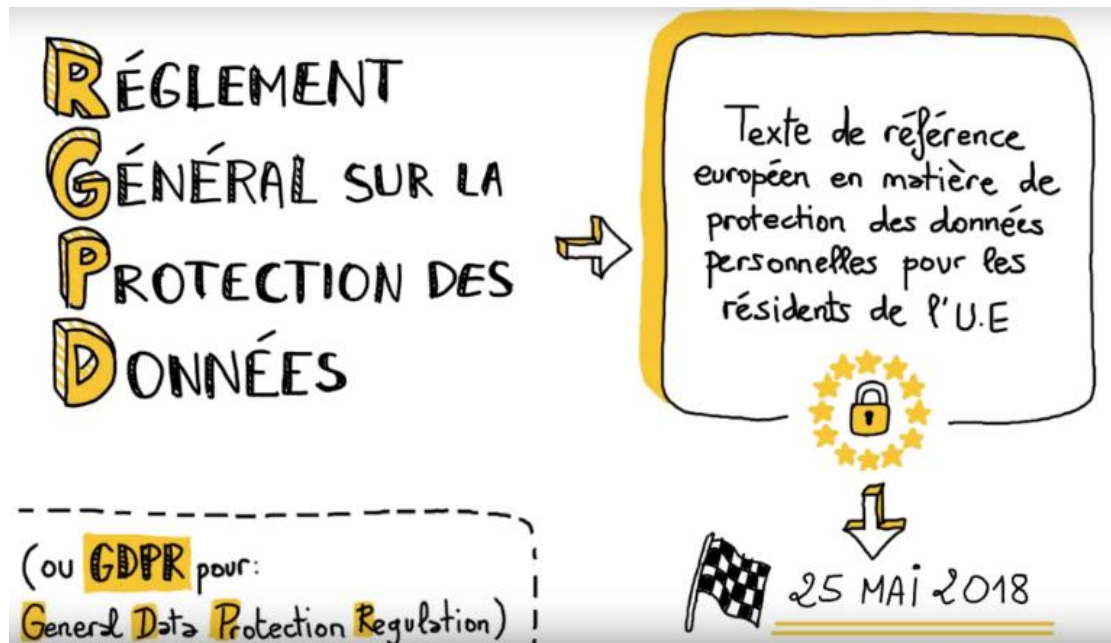 RÉGLEMENT
GÉNÉRAL SUR LA
PROTECTION DES
DONNÉES
Texte de référence
européen en matière de
protection des données
personnelles pour les
résidents de l'U.E
25 MAI 2018
(ou GDPR pour:
General Data Protection Regulation)